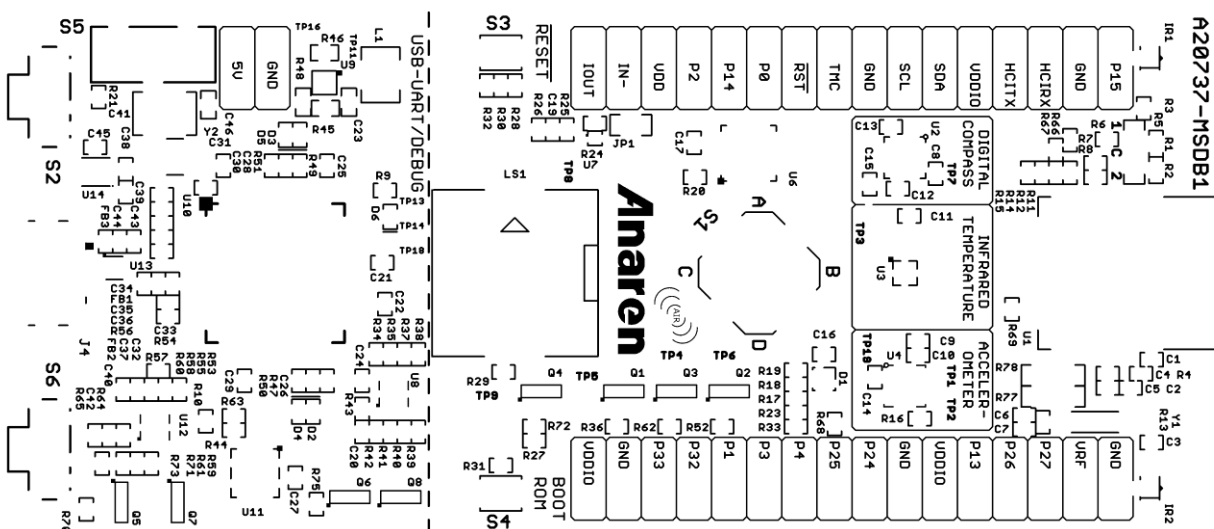 S5
5V
GND
TP16
R46
TP11
L1
R48
U9
R21
C41
C45
C38
Y2
C46
C31
D5
D3
R45
C23
USB-UART/DEBUG
S2
U14
C30
C28
R51
R49
C25
R9
TP13
D6
TP14
TP18
C39
U10
FB3
C44
C43
U13
C21
C34
FB1
C35
C36
R56
C33
R54
C22
R34
R35
R37
R38
J4
FB2
C37
C32
R57
R60
R58
R55
R53
C24
S6
C40
R65
C42
R64
R10
C29
R50
R47
C26
R63
R43
U8
U12
R44
D4
D2
C20
R42
R41
R40
R39
R73
R71
R61
R59
U11
C27
R75
Q5
Q7
Q6
Q8
S3
RESET
R32
R30
R28
R26
C19
R25
R24
U7
JP1
TP8
LS1
IOUT
IN-
VDD
P2
P14
P0
RST
TMC
GND
SCL
SDA
VDDIO
HCITX
HCIRX
GND
P15
IR1
A20737-MSDB1
C17
R20
U6
C13
U2
C15
C8
TP7
C12
DIGITAL
COMPASS
R67
R66
R7
R8
R6
R3
R5
R1
R2
1
C
2
R15
R14
R12
R11
Anaren
S1
A
B
C
D
(AIR)
C11
TP3
U3
INFRARED
TEMPERATURE
R69
U1
TP4
TP6
C16
D1
TP10
U4
C9
C10
TP1
TP2
C14
R16
ACCELER-
OMETER
R78
R77
C6
C7
C1
C4
R4
C5
C2
Y1
R13
C3
R29
TP9
Q4
TP5
Q1
Q3
Q2
R19
R18
R17
R23
R33
R68
R72
R27
R36
R62
R52
R31
BOOT
ROM
S4
VDDIO
GND
P33
P32
P1
P3
P4
P25
P24
GND
VDDIO
P13
P26
P27
VRF
GND
IR2